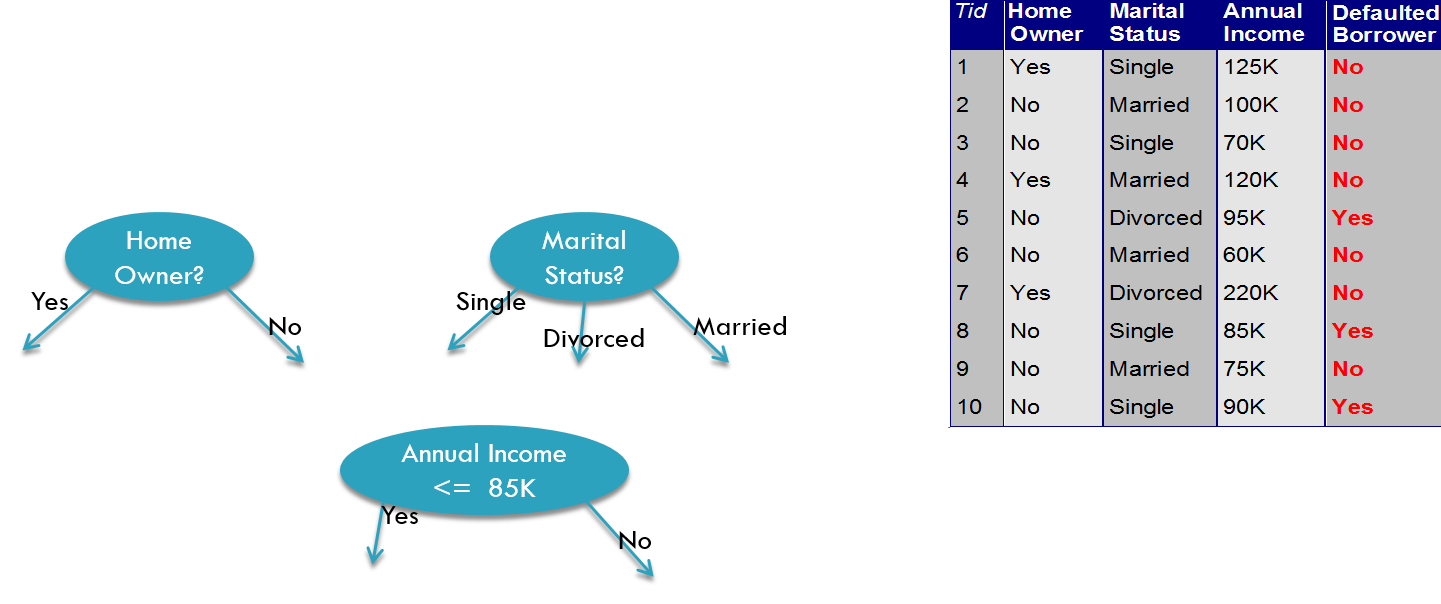 Home
Owner?
Yes
No
Marital
Status?
Single
Divorced
Married
Annual Income
<= 85K
Yes
No
Tid Home Owner Marital Status Annual Income Defaulted Borrower
1 Yes Single 125K No
2 No Married 100K No
3 No Single 70K No
4 Yes Married 120K No
5 No Divorced 95K Yes
6 No Married 60K No
7 Yes Divorced 220K No
8 No Single 85K Yes
9 No Married 75K No
10 No Single 90K Yes